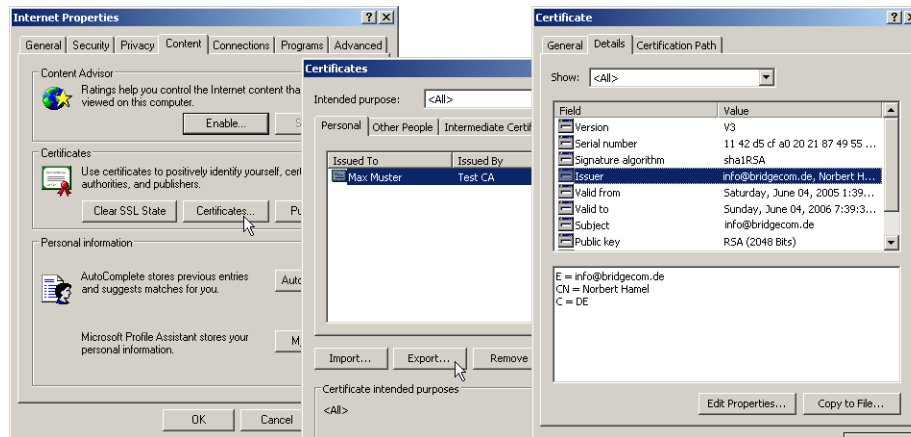 Internet Properties
General Security Privacy Content Connections Programs Advanced
Content Advisor
Ratings help you control the Internet content tha
viewed on this computer.
Enable...
Certificates
Use certificates to positively identify yourself, cert
authorities, and publishers.
Clear SSL State Certificates...
Personal information
AutoComplete stores previous entries
and suggests matches for you.
Microsoft Profile Assistant stores your
personal information.
OK Cancel
Certificates
Intended purpose: <All>
Personal Other People Intermediate Certif
Issued To Issued By
Max Muster Test CA
Import... Export... Remove
Certificate intended purposes
<All>
Certificate
General Details Certification Path
Show: <All>
Field Value
Version V3
Serial number 11 42 d5 cf a0 20 21 87 49 55 ...
Signature algorithm sha1RSA
Issuer info@bridgecom.de, Norbert H...
Valid from Saturday, June 04, 2005 1:39...
Valid to Sunday, June 04, 2006 7:39:3...
Subject info@bridgecom.de
Public key RSA (2048 Bits)
E = info@bridgecom.de
CN = Norbert Hamel
C = DE
Edit Properties... Copy to File...